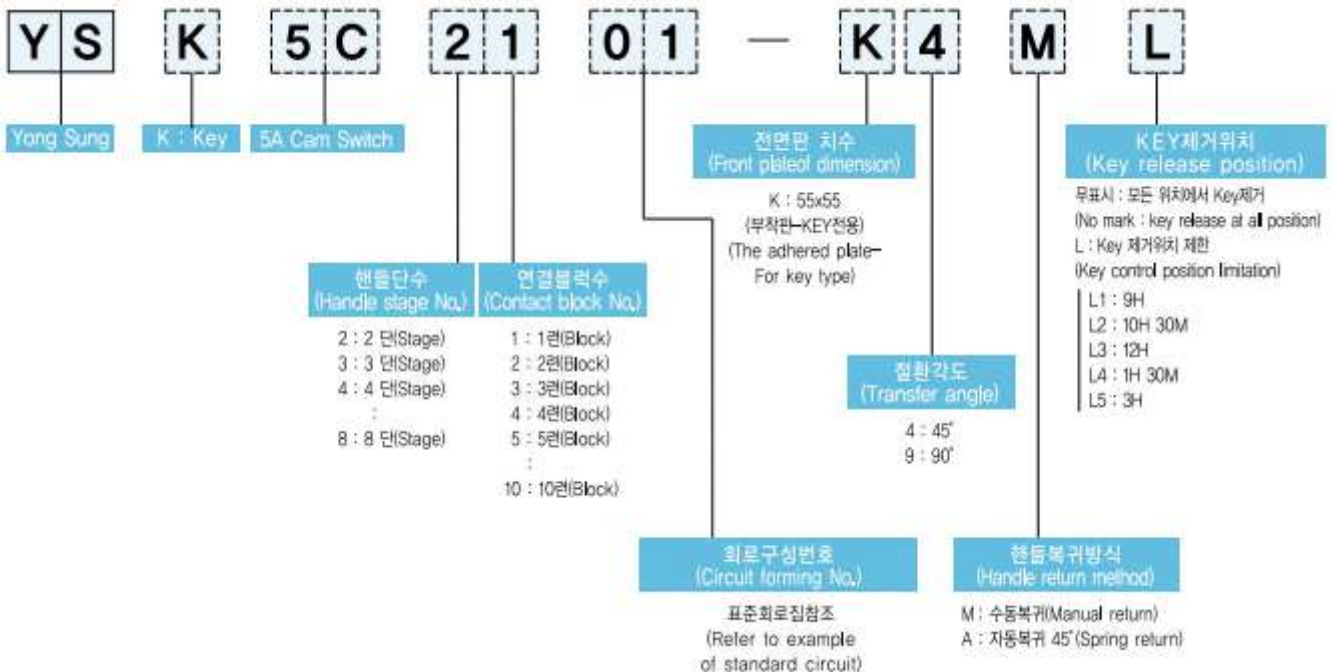 YS K 5C 21 01 — K4 M L
Yong Sung
K : Key
5A Cam Switch
전면판 치수
(Front plateof dimension)
K : 55x55
(부착판-KEY전용)
(The adhered plate-
For key type)
KEY제거위치
(Key release position)
무표시 : 모든 위치에서 Key제거
(No mark : key release at all position)
L : Key 제거위치 제한
(Key control position limitation)
L1 : 9H
L2 : 10H 30M
L3 : 12H
L4 : 1H 30M
L5 : 3H
핸들단수
(Handle stage No.)
2 : 2 단(Stage)
3 : 3 단(Stage)
4 : 4 단(Stage)
:
8 : 8 단(Stage)
연결블럭수
(Contact block No.)
1 : 1련(Block)
2 : 2련(Block)
3 : 3련(Block)
4 : 4련(Block)
5 : 5련(Block)
:
10 : 10련(Block)
절환각도
(Transfer angle)
4 : 45°
9 : 90°
회로구성번호
(Circuit forming No.)
표준회로집참조
(Refer to example
of standard circuit)
핸들복귀방식
(Handle return method)
M : 수동복귀(Manual return)
A : 자동복귀 45°(Spring return)